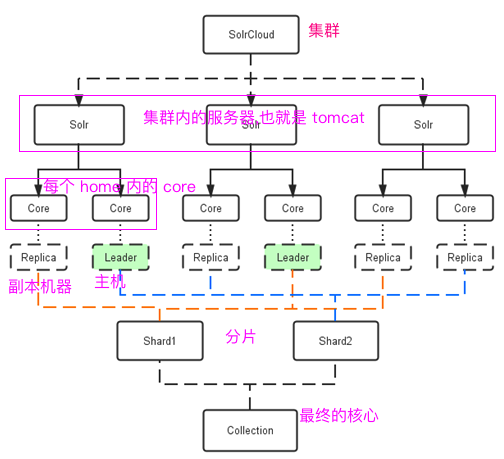 SolrCloud
集群
集群内的服务器,也就是 tomcat
Solr
Solr
Solr
每个 home 内的 core
Core
Core
Core
Core
Core
Core
Replica
Leader
Replica
Leader
Replica
Replica
副本机器
主机
Shard1
分片
Shard2
最终的核心
Collection